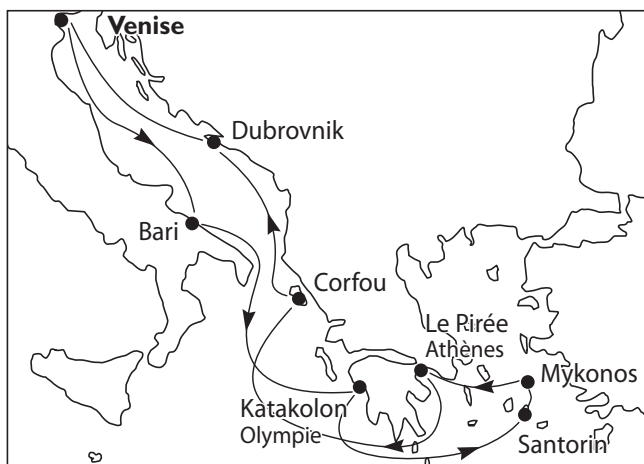 Venise
Dubrovnik
Bari
Corfou
Le Pirée
Athènes
Mykonos
Katakolon
Olympie
Santorin